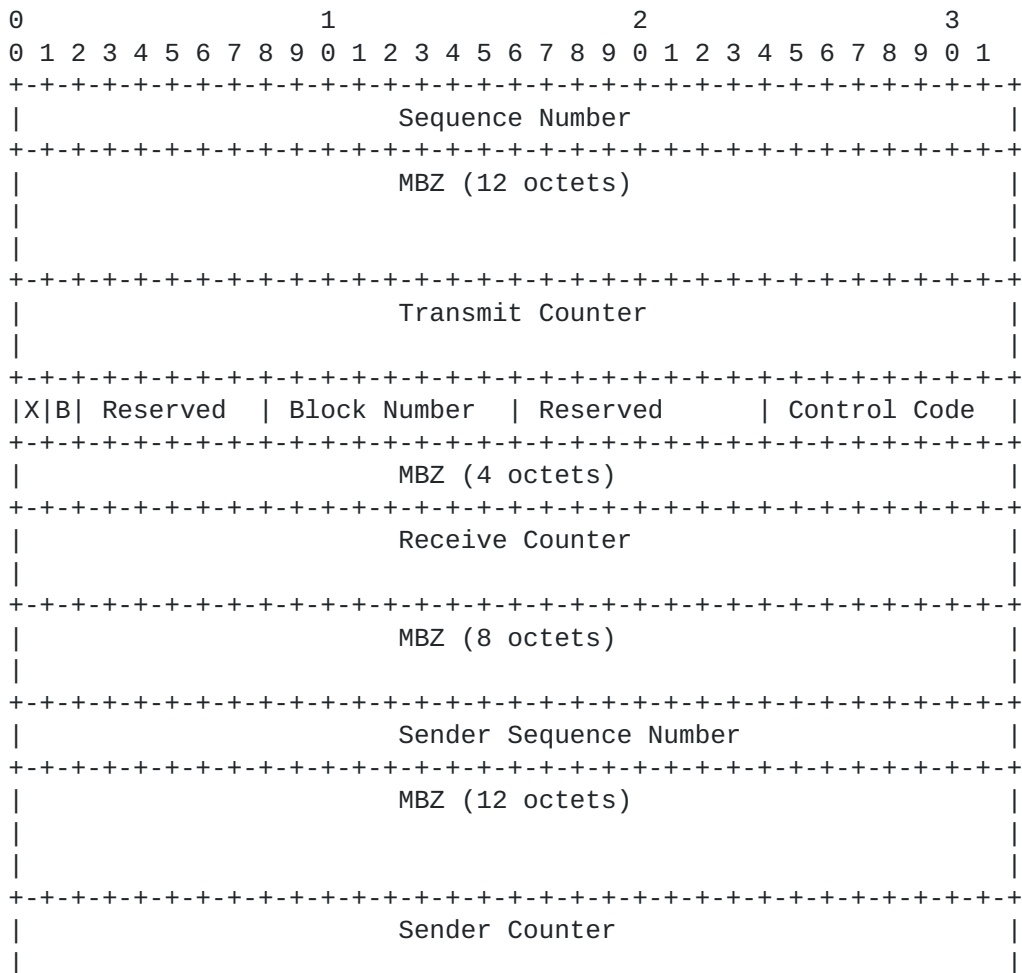 0                   1                   2                   3
0 1 2 3 4 5 6 7 8 9 0 1 2 3 4 5 6 7 8 9 0 1 2 3 4 5 6 7 8 9 0 1
+-+-+-+-+-+-+-+-+-+-+-+-+-+-+-+-+-+-+-+-+-+-+-+-+-+-+-+-+-+-+-+-+
|                        Sequence Number                        |
+-+-+-+-+-+-+-+-+-+-+-+-+-+-+-+-+-+-+-+-+-+-+-+-+-+-+-+-+-+-+-+-+
|                        MBZ (12 octets)                        |
|                                                               |
|                                                               |
+-+-+-+-+-+-+-+-+-+-+-+-+-+-+-+-+-+-+-+-+-+-+-+-+-+-+-+-+-+-+-+-+
|                        Transmit Counter                       |
|                                                               |
+-+-+-+-+-+-+-+-+-+-+-+-+-+-+-+-+-+-+-+-+-+-+-+-+-+-+-+-+-+-+-+-+
|X|B| Reserved  | Block Number  | Reserved      | Control Code  |
+-+-+-+-+-+-+-+-+-+-+-+-+-+-+-+-+-+-+-+-+-+-+-+-+-+-+-+-+-+-+-+-+
|                        MBZ (4 octets)                         |
+-+-+-+-+-+-+-+-+-+-+-+-+-+-+-+-+-+-+-+-+-+-+-+-+-+-+-+-+-+-+-+-+
|                        Receive Counter                        |
|                                                               |
+-+-+-+-+-+-+-+-+-+-+-+-+-+-+-+-+-+-+-+-+-+-+-+-+-+-+-+-+-+-+-+-+
|                        MBZ (8 octets)                         |
|                                                               |
+-+-+-+-+-+-+-+-+-+-+-+-+-+-+-+-+-+-+-+-+-+-+-+-+-+-+-+-+-+-+-+-+
|                        Sender Sequence Number                 |
+-+-+-+-+-+-+-+-+-+-+-+-+-+-+-+-+-+-+-+-+-+-+-+-+-+-+-+-+-+-+-+-+
|                        MBZ (12 octets)                        |
|                                                               |
|                                                               |
+-+-+-+-+-+-+-+-+-+-+-+-+-+-+-+-+-+-+-+-+-+-+-+-+-+-+-+-+-+-+-+-+
|                        Sender Counter                         |
|                                                               |